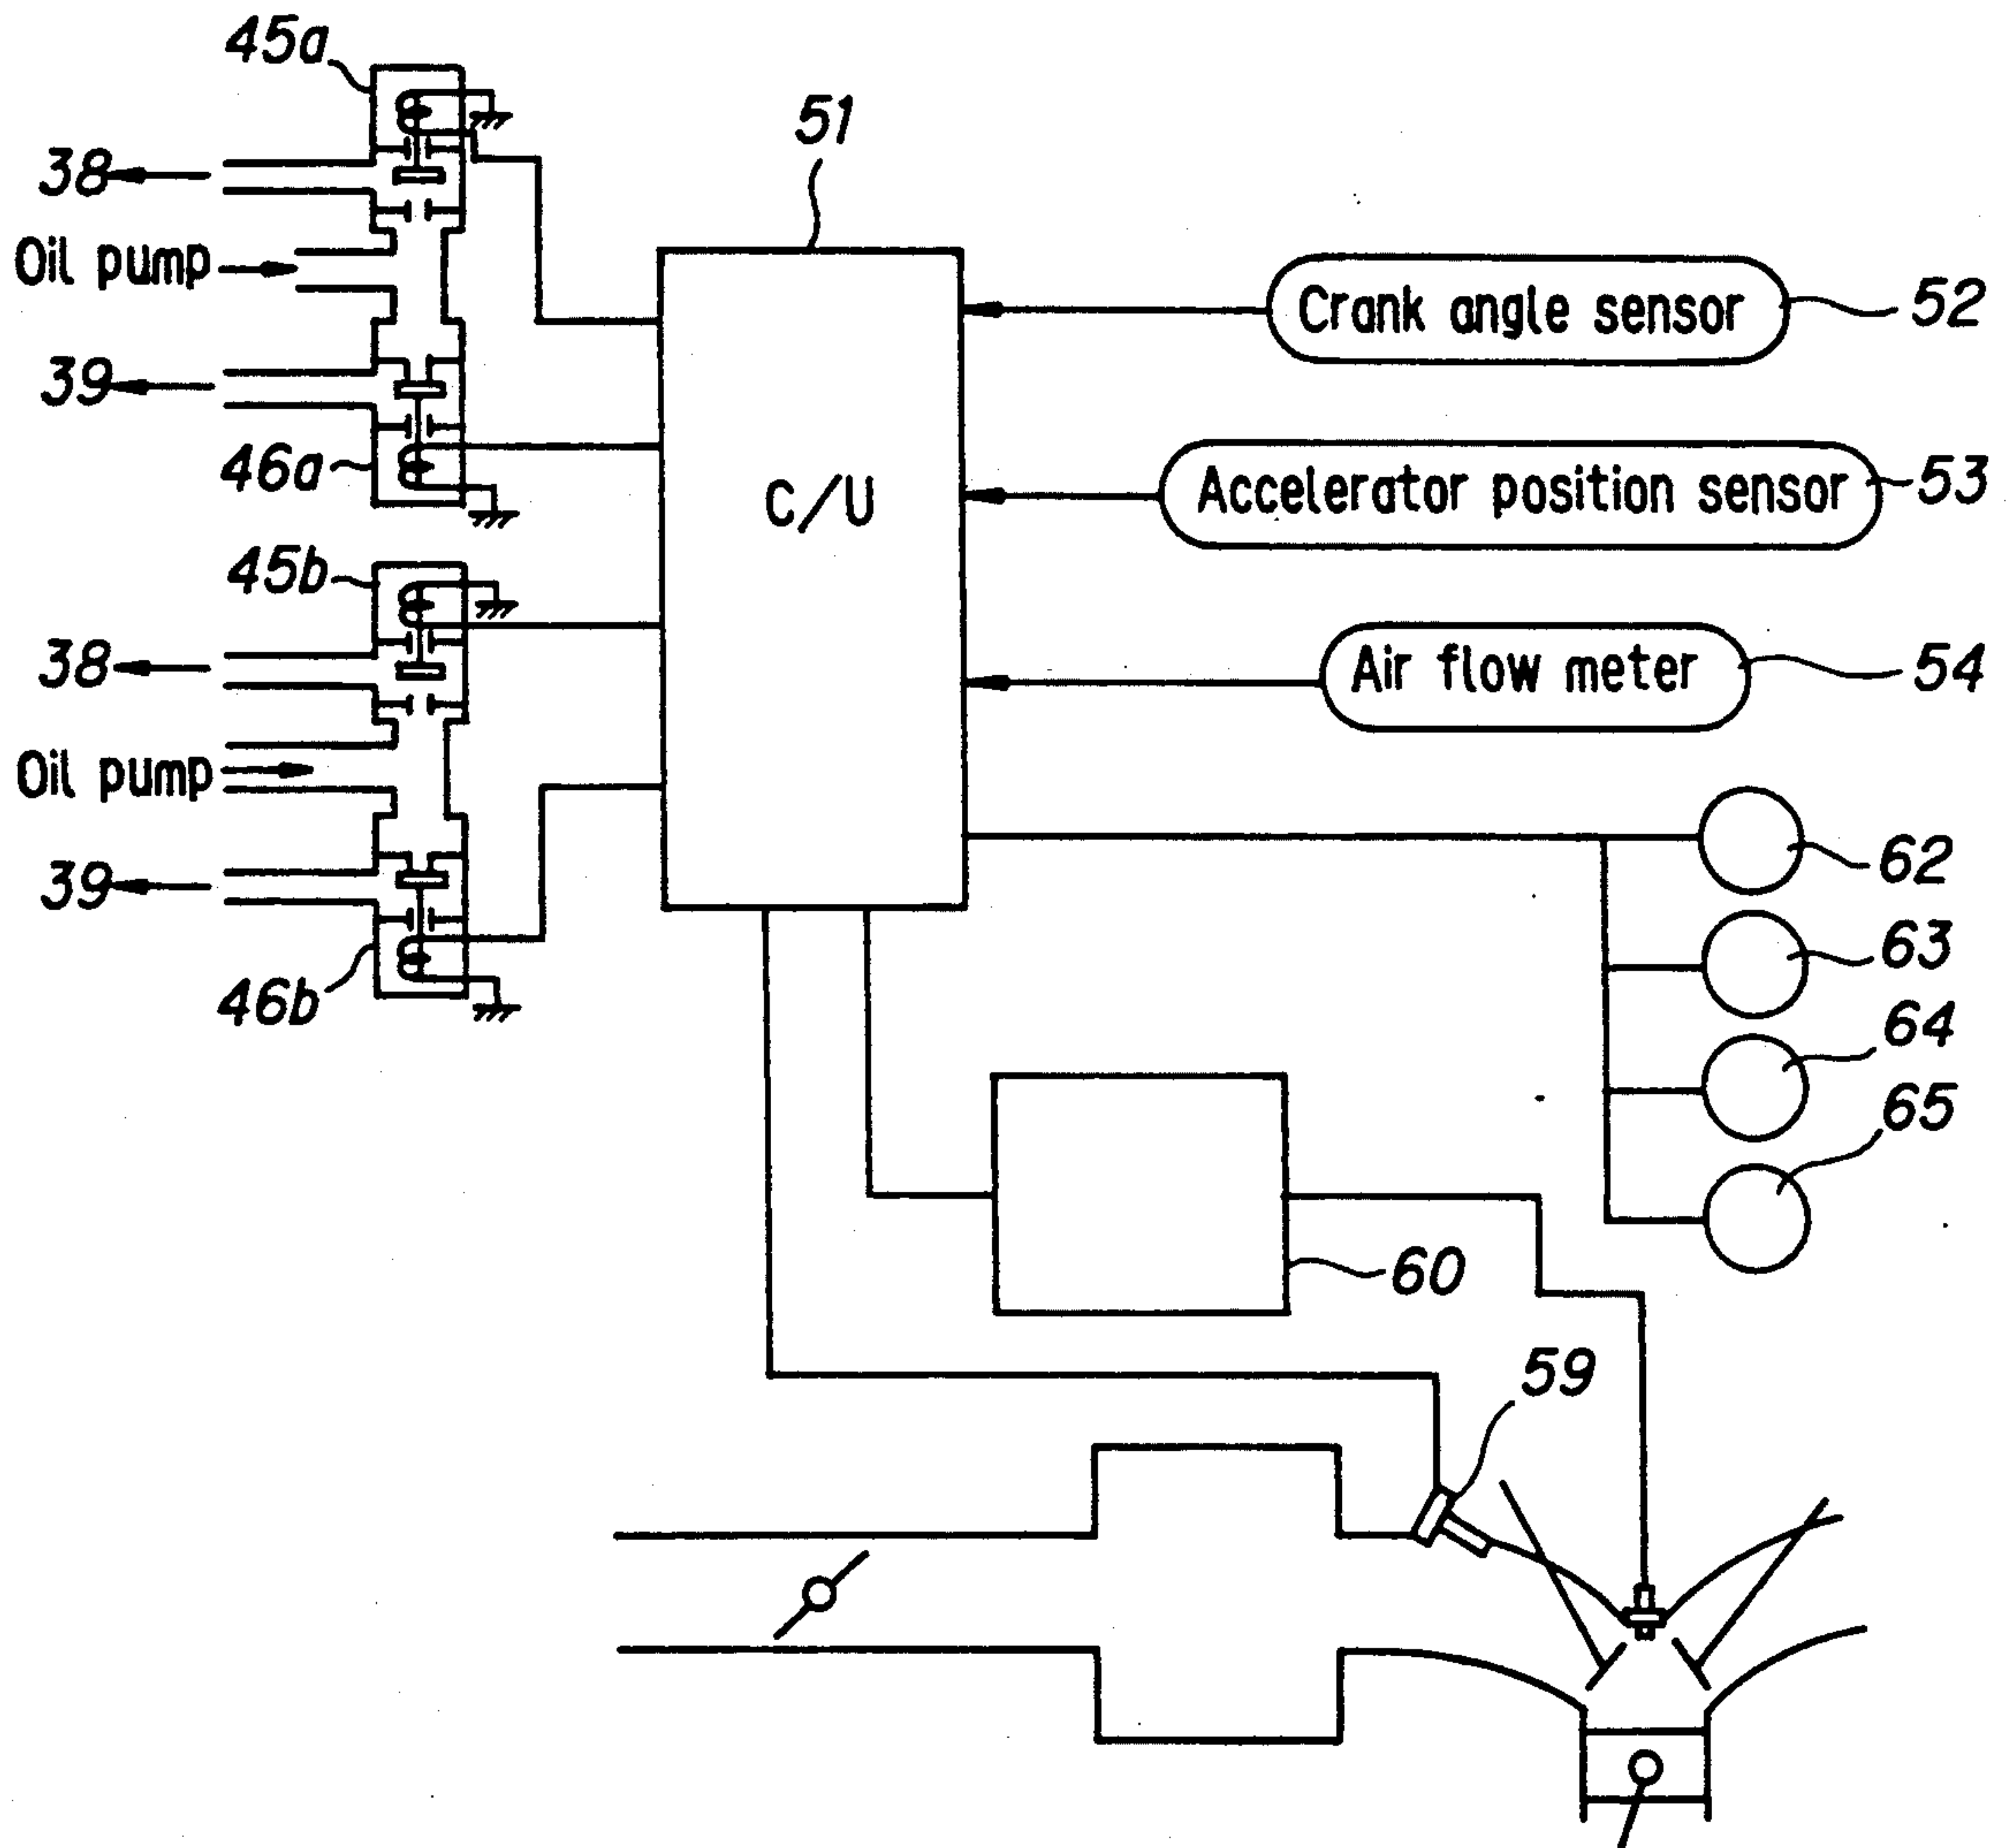 45a
51
38
Oil pump
Crank angle sensor
52
39
46a
C/U
Accelerator position sensor
53
45b
38
Air flow meter
54
Oil pump
62
39
63
46b
64
65
60
59